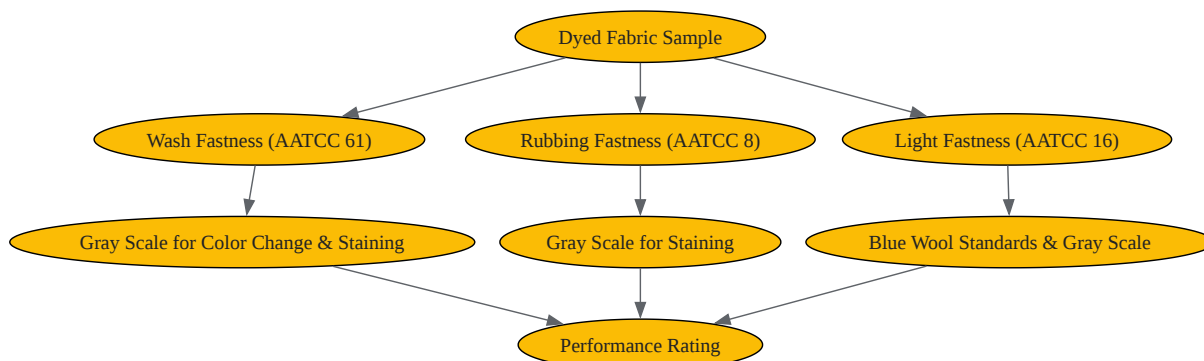 Dyed Fabric Sample
Wash Fastness (AATCC 61)
Rubbing Fastness (AATCC 8)
Light Fastness (AATCC 16)
Gray Scale for Color Change & Staining
Gray Scale for Staining
Blue Wool Standards & Gray Scale
Performance Rating